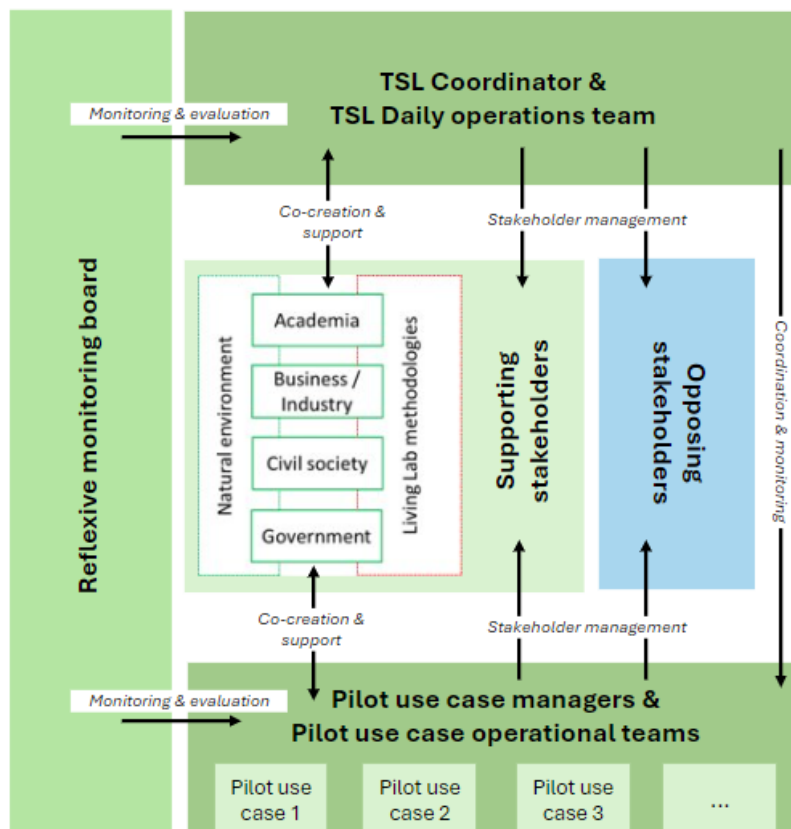 TSL Coordinator &
TSL Daily operations team
Monitoring & evaluation
Co-creation &
support
Stakeholder management
Reflexive monitoring board
Natural environment
Academia
Business /
Industry
Civil society
Government
Living Lab methodologies
Supporting
stakeholders
Opposing
stakeholders
Coordination & monitoring
Co-creation &
support
Stakeholder management
Monitoring & evaluation
Pilot use case managers &
Pilot use case operational teams
Pilot use
case 1
Pilot use
case 2
Pilot use
case 3
...